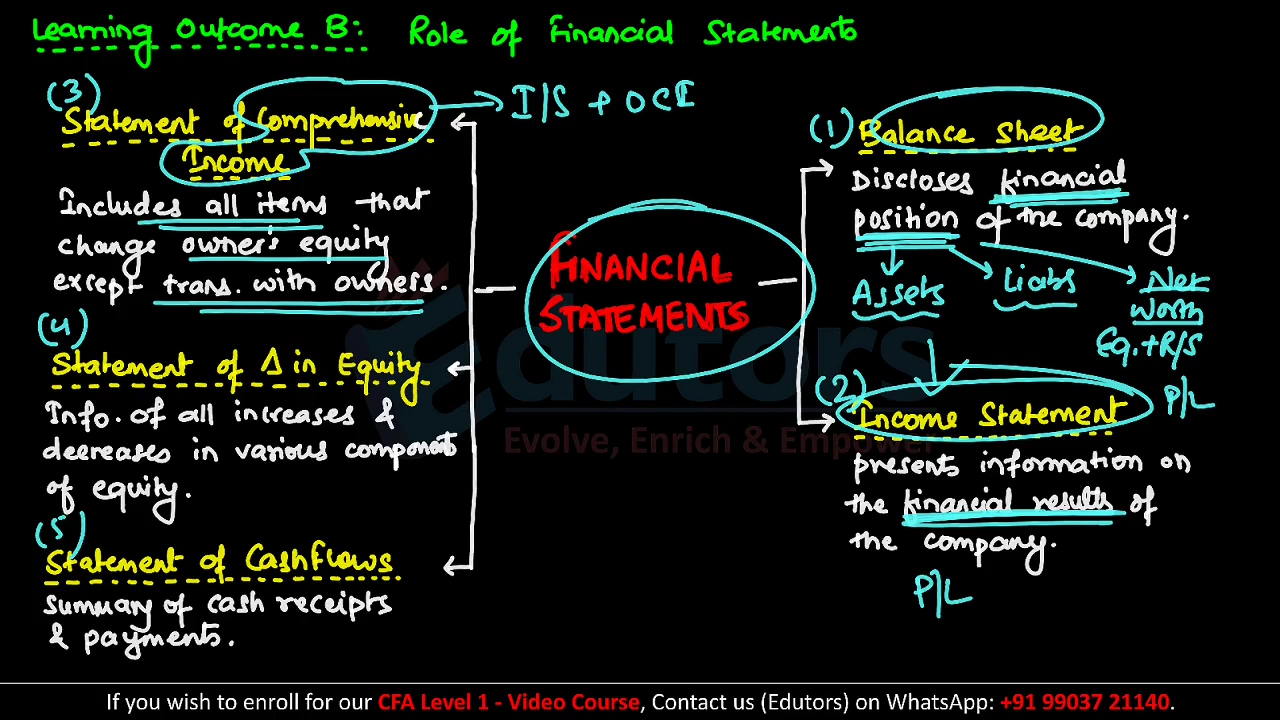 Learning Outcome B: Role of Financial Statements
(3)
Statement of Comprehensive
Income
→ I/S + OCI
Includes all items that
change owner's equity
except trans. with owners.
(4)
Statement of Δ in Equity
Info. of all increases &
decreases in various components
of equity.
(5)
Statement of Cashflows
Summary of cash receipts
& payments.
FINANCIAL
STATEMENTS
Edutors
Evolve, Enrich & Empower
(1) Balance Sheet
Discloses financial
position of the company.
Assets
Liabs
Net
Worth
Eq. + R/S
P/L
(2)
Income Statement
presents information on
the financial results of
the company.
P/L
If you wish to enroll for our CFA Level 1 - Video Course, Contact us (Edutors) on WhatsApp: +91 99037 21140.